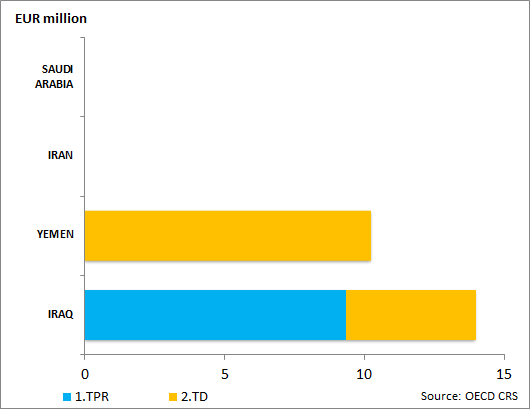 EUR million
SAUDI
ARABIA
IRAN
YEMEN
IRAQ
0 5 10 15
1.TPR 2.TD Source: OECD CRS